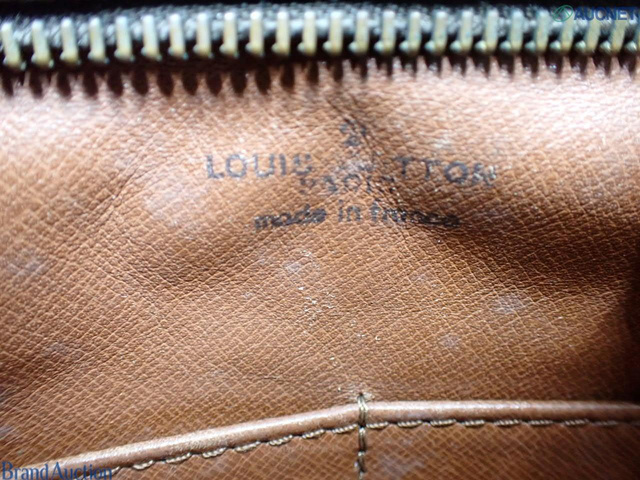 AUCNET
LOUIS
made in france
Brand Auction